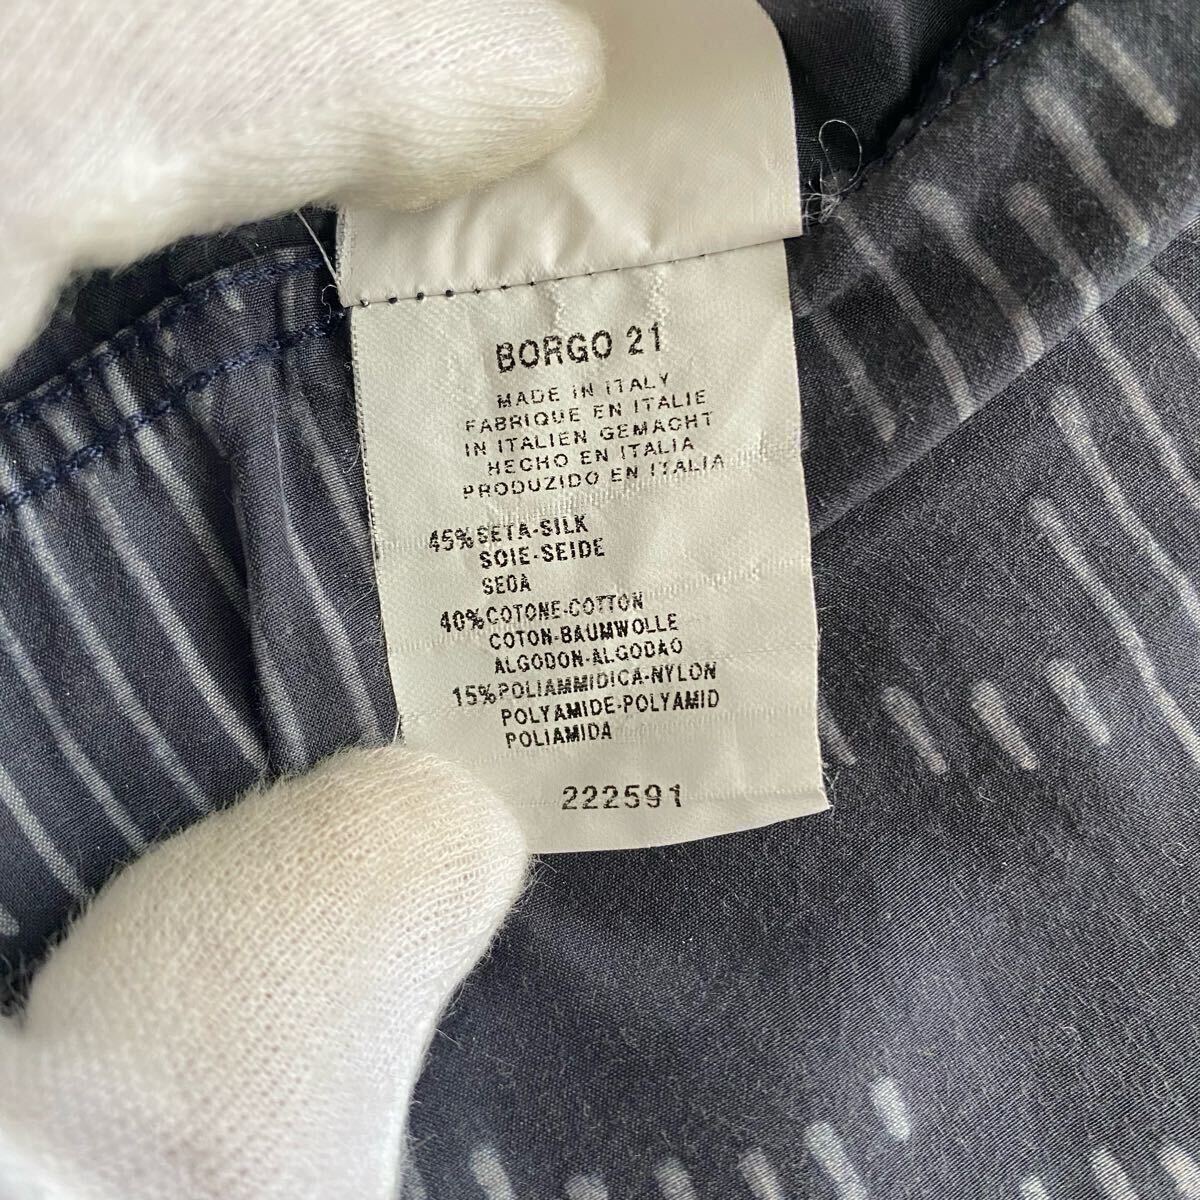 BORGO 21
MADE IN ITALY
FABRIQUE EN ITALIE
IN ITALIEN GEMACHT
HECHO EN ITALIA
PRODUZIDO EN ITALIA
45% SETA-SILK
SOIE-SEIDE
SEDA
40% COTONE-COTTON
COTON-BAUMWOLLE
ALGODON-ALGODAO
15% POLIAMMIDICA-NYLON
POLYAMIDE-POLYAMID
POLIAMIDA
222591